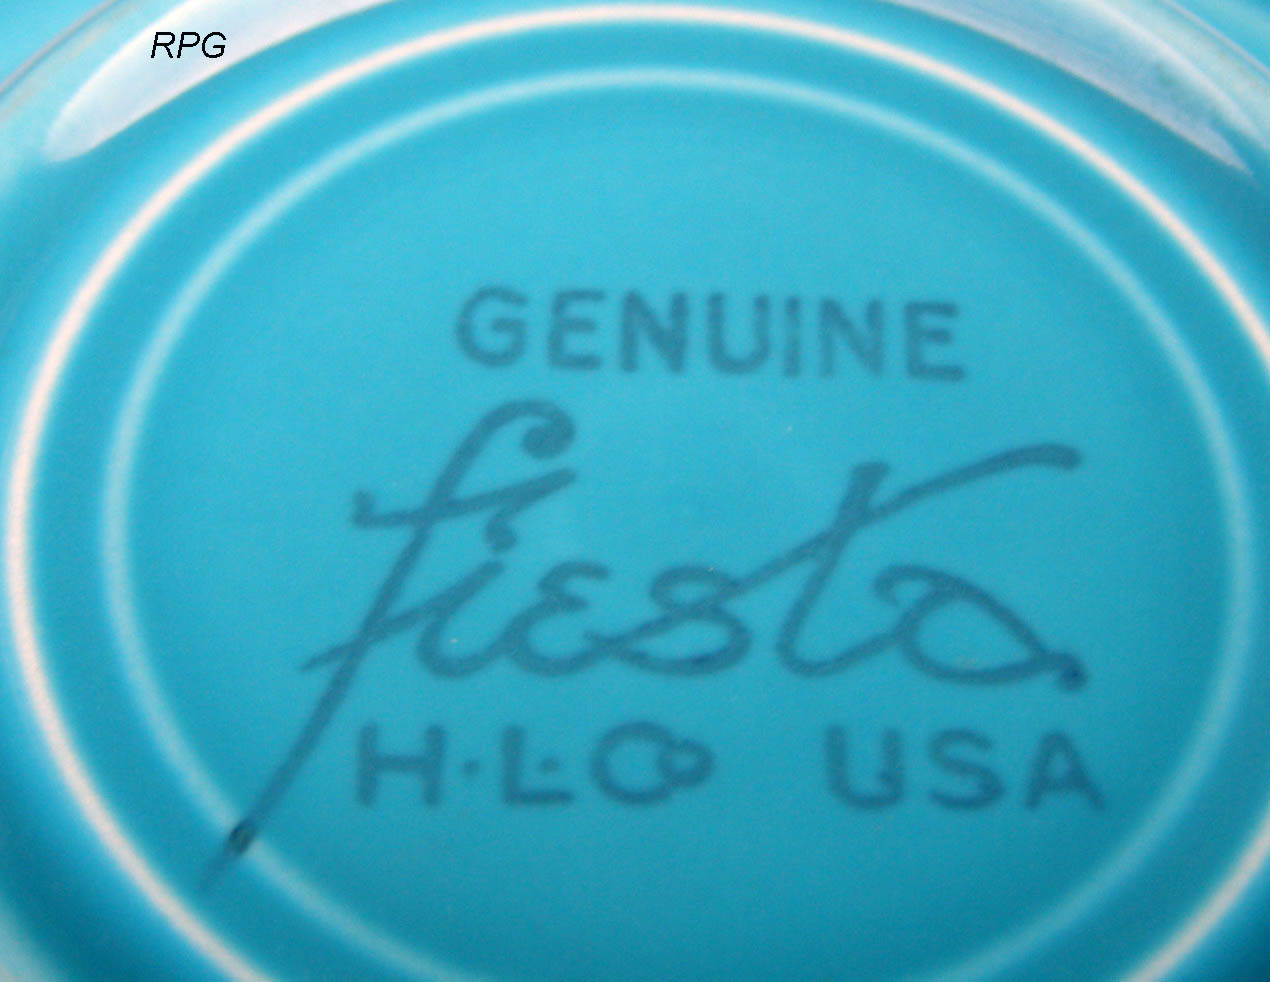 RPG
GENUINE
fiesta
H.L.Co USA